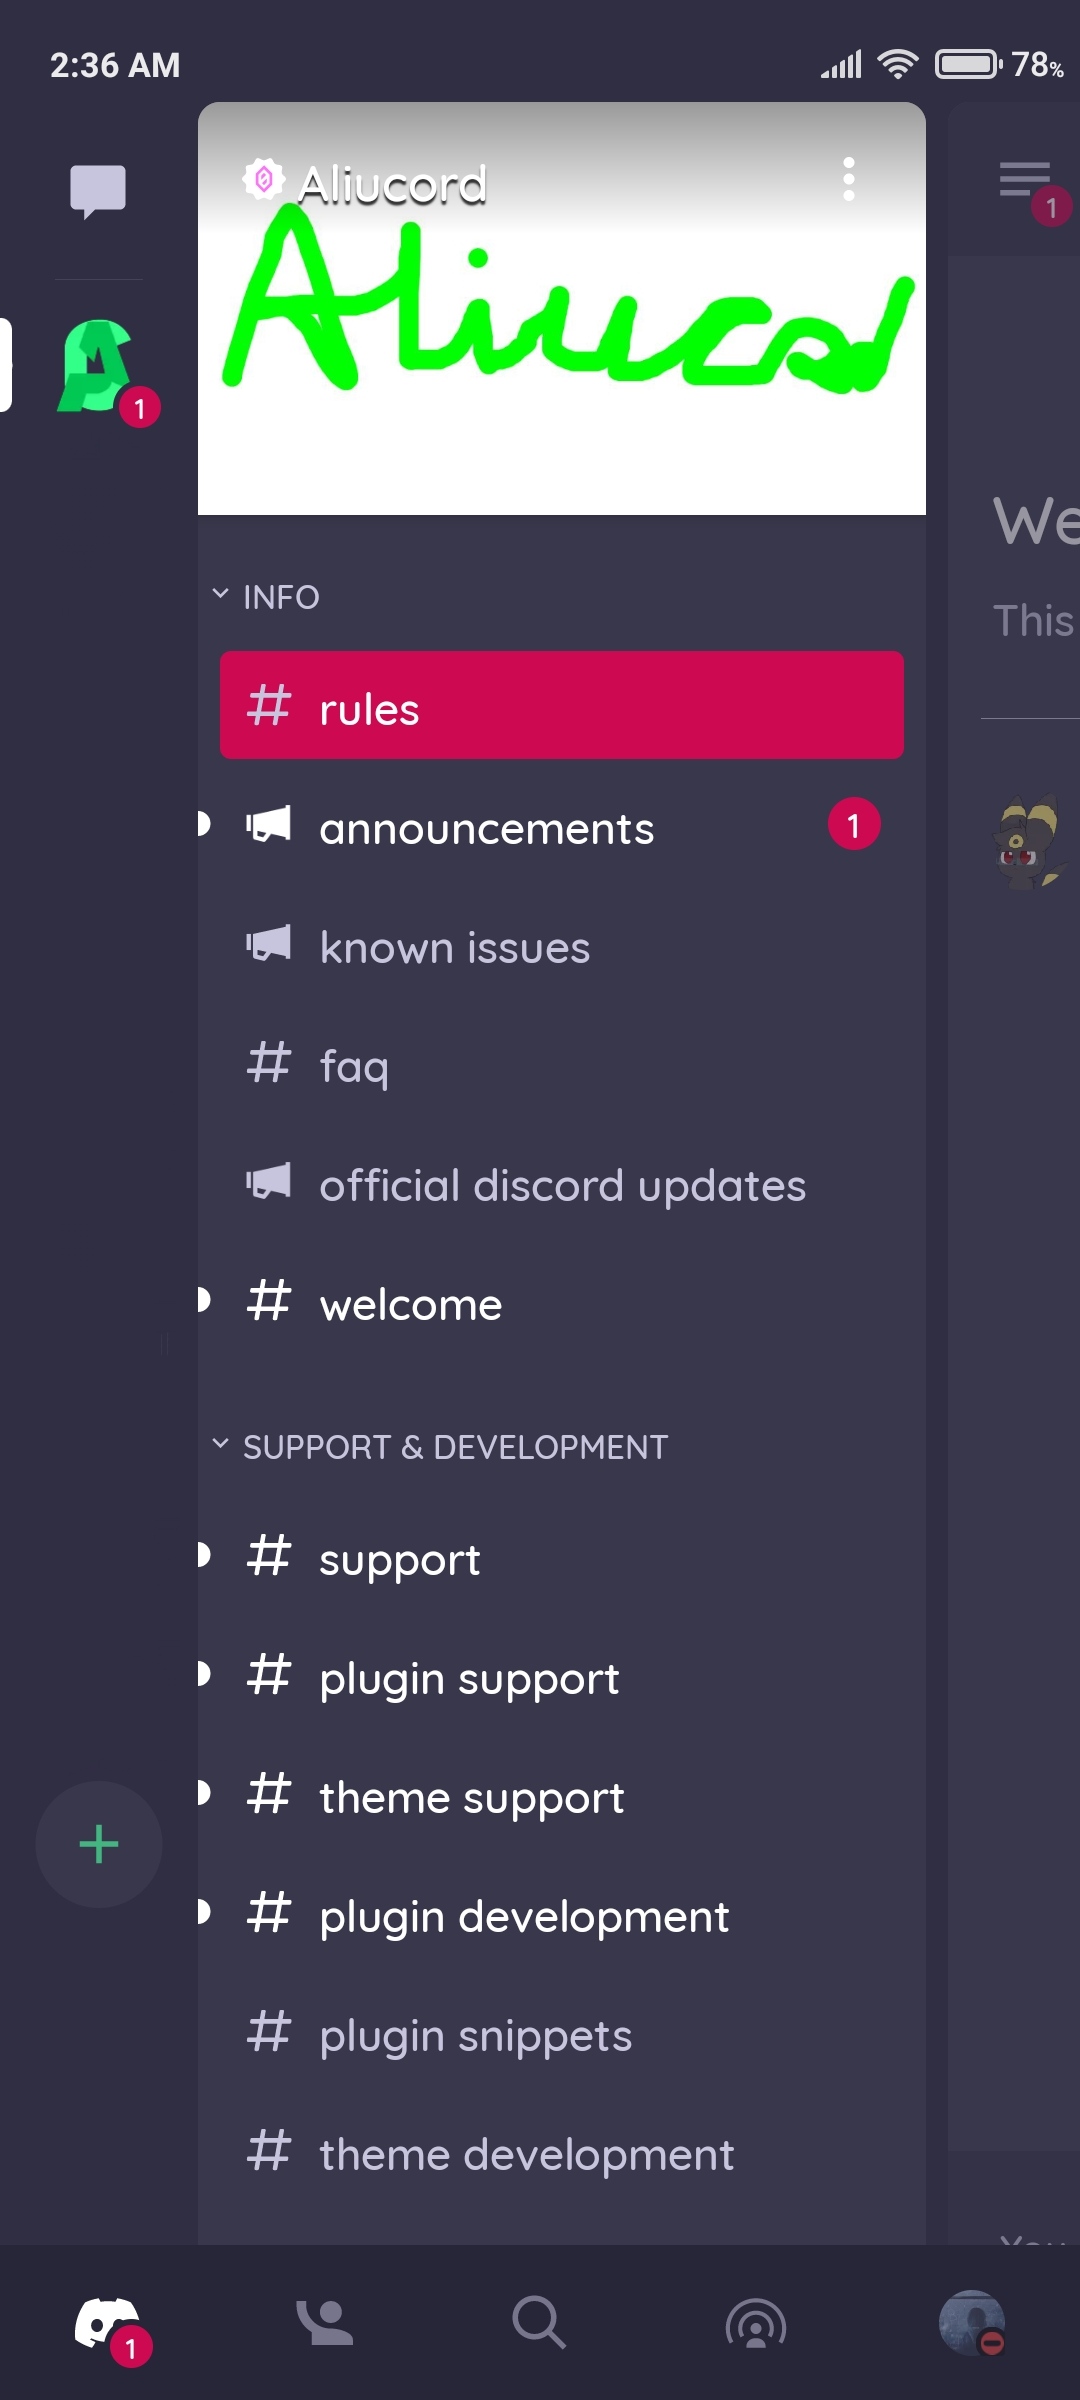 2:36 AM
78%
Aliucord
1
Aliucord
1
We
INFO
This
rules
announcements
1
known issues
faq
official discord updates
welcome
SUPPORT & DEVELOPMENT
support
plugin support
theme support
plugin development
plugin snippets
theme development
You
1